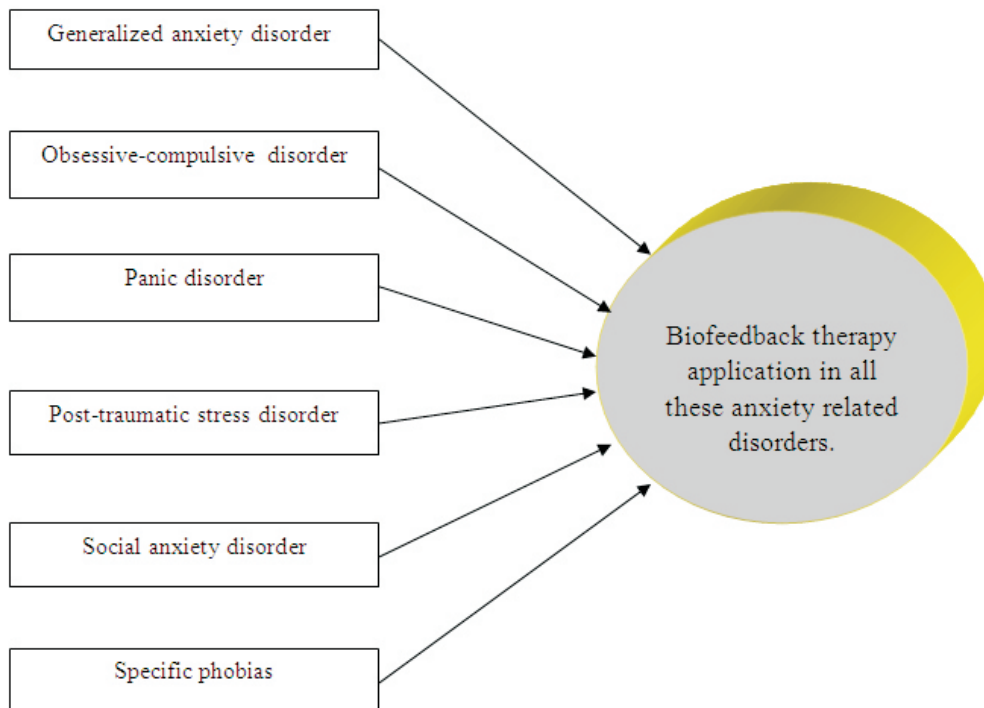 Generalized anxiety disorder
Obsessive-compulsive disorder
Panic disorder
Post-traumatic stress disorder
Social anxiety disorder
Specific phobias
Biofeedback therapy
application in all
these anxiety related
disorders.